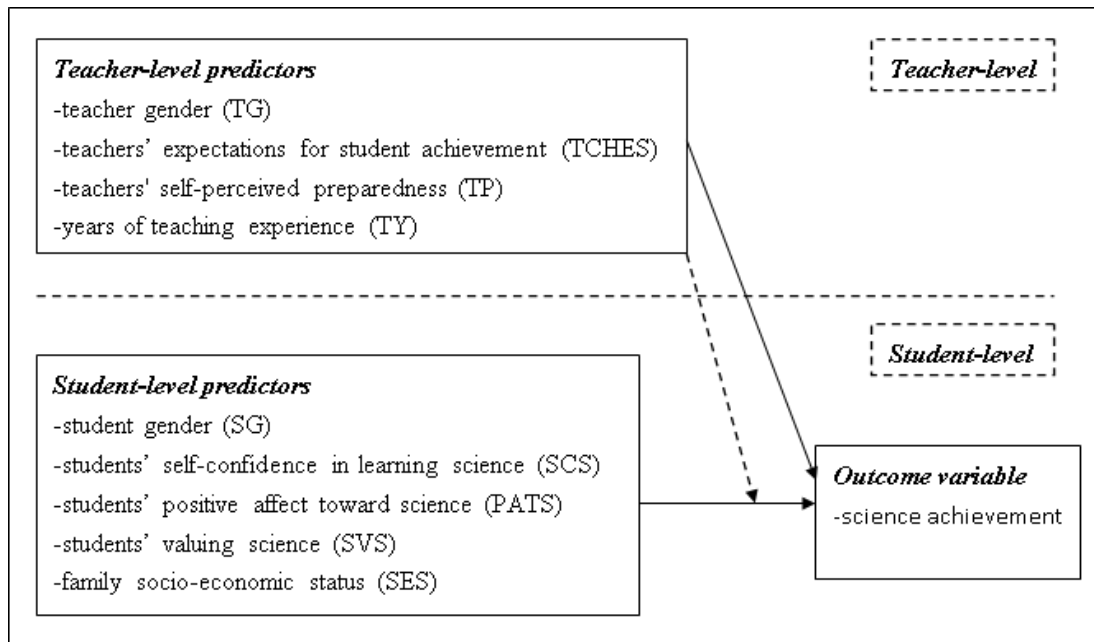 Teacher-level predictors
-teacher gender (TG)
-teachers’ expectations for student achievement (TCHES)
-teachers' self-perceived preparedness (TP)
-years of teaching experience (TY)
Teacher-level
Student-level
Student-level predictors
-student gender (SG)
-students’ self-confidence in learning science (SCS)
-students’ positive affect toward science (PATS)
-students’ valuing science (SVS)
-family socio-economic status (SES)
Outcome variable
-science achievement